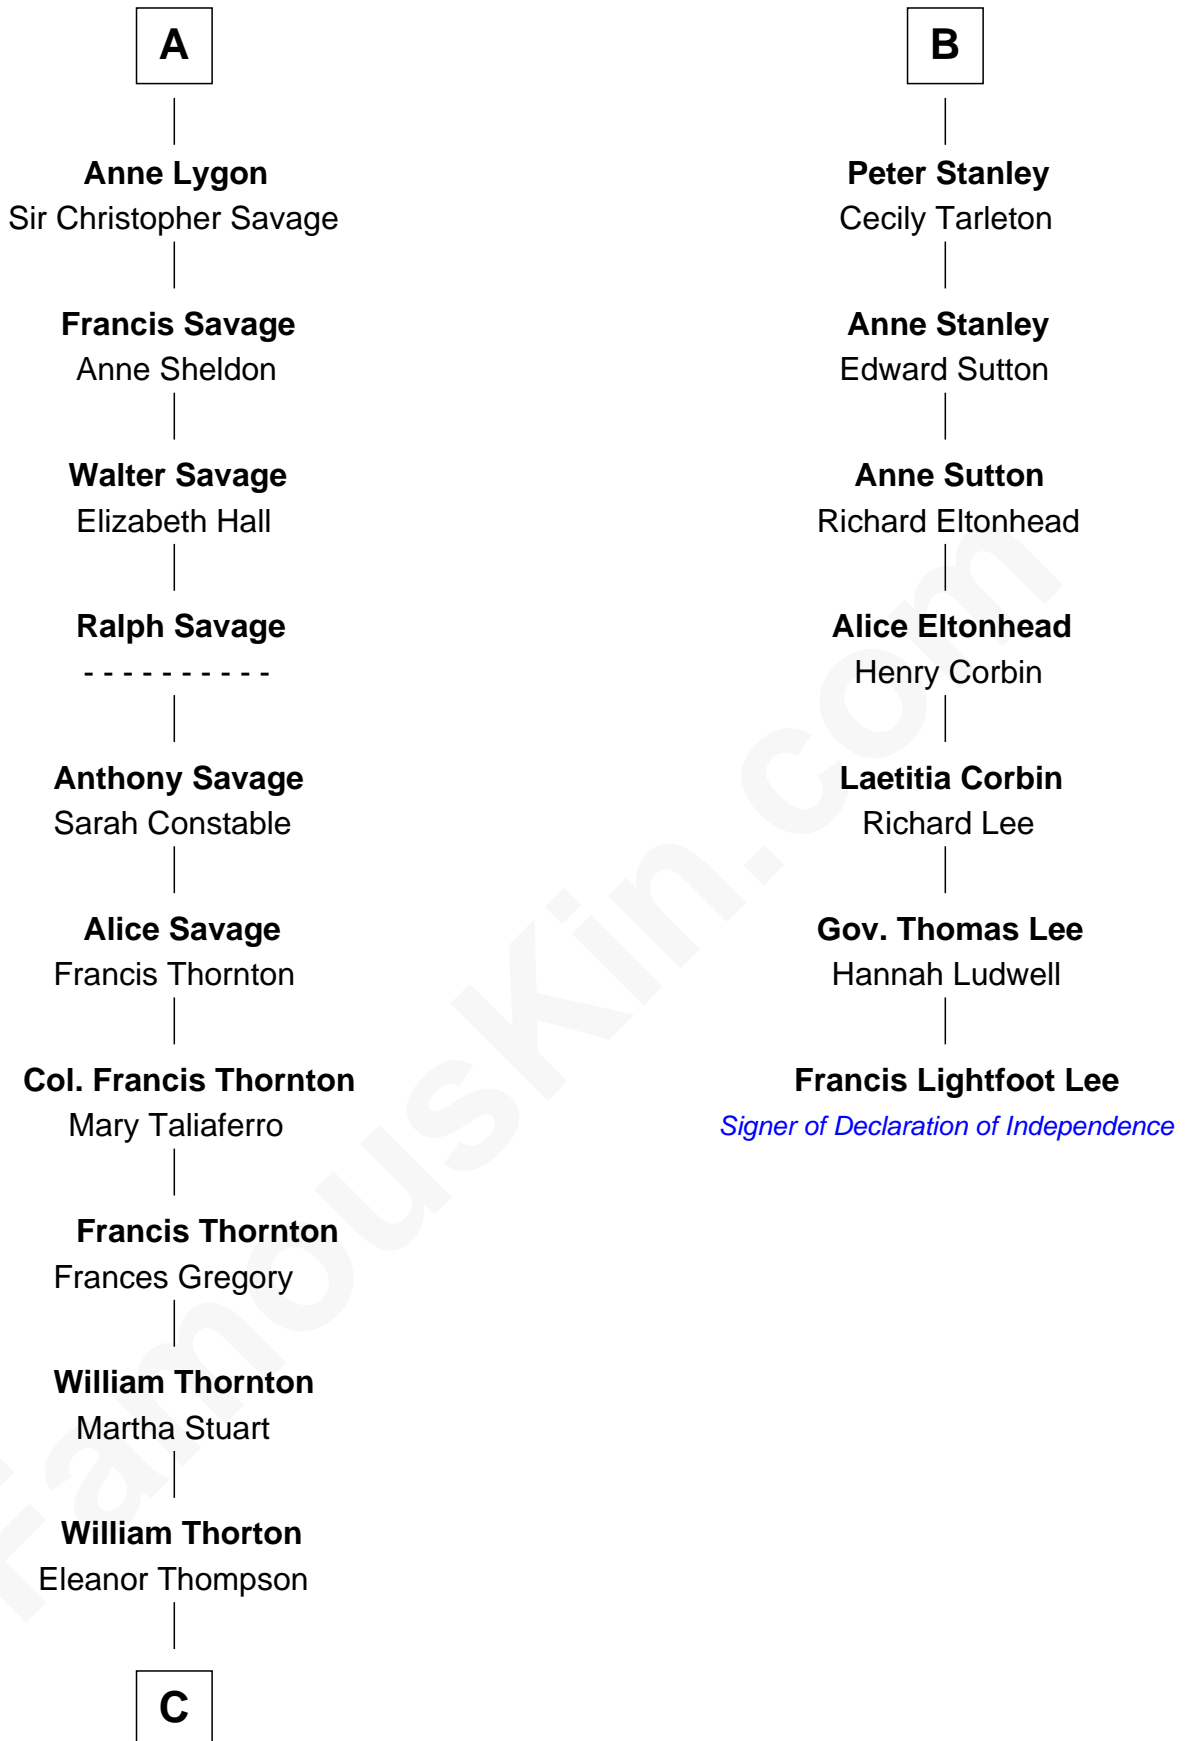 A
Anne Lygon
Sir Christopher Savage
Francis Savage
Anne Sheldon
Walter Savage
Elizabeth Hall
Ralph Savage
- - - - - - - - - -
Anthony Savage
Sarah Constable
Alice Savage
Francis Thornton
Col. Francis Thornton
Mary Taliaferro
Francis Thornton
Frances Gregory
William Thornton
Martha Stuart
William Thorton
Eleanor Thompson
C
B
Peter Stanley
Cecily Tarleton
Anne Stanley
Edward Sutton
Anne Sutton
Richard Eltonhead
Alice Eltonhead
Henry Corbin
Laetitia Corbin
Richard Lee
Gov. Thomas Lee
Hannah Ludwell
Francis Lightfoot Lee
Signer of Declaration of Independence
FamousKin.com